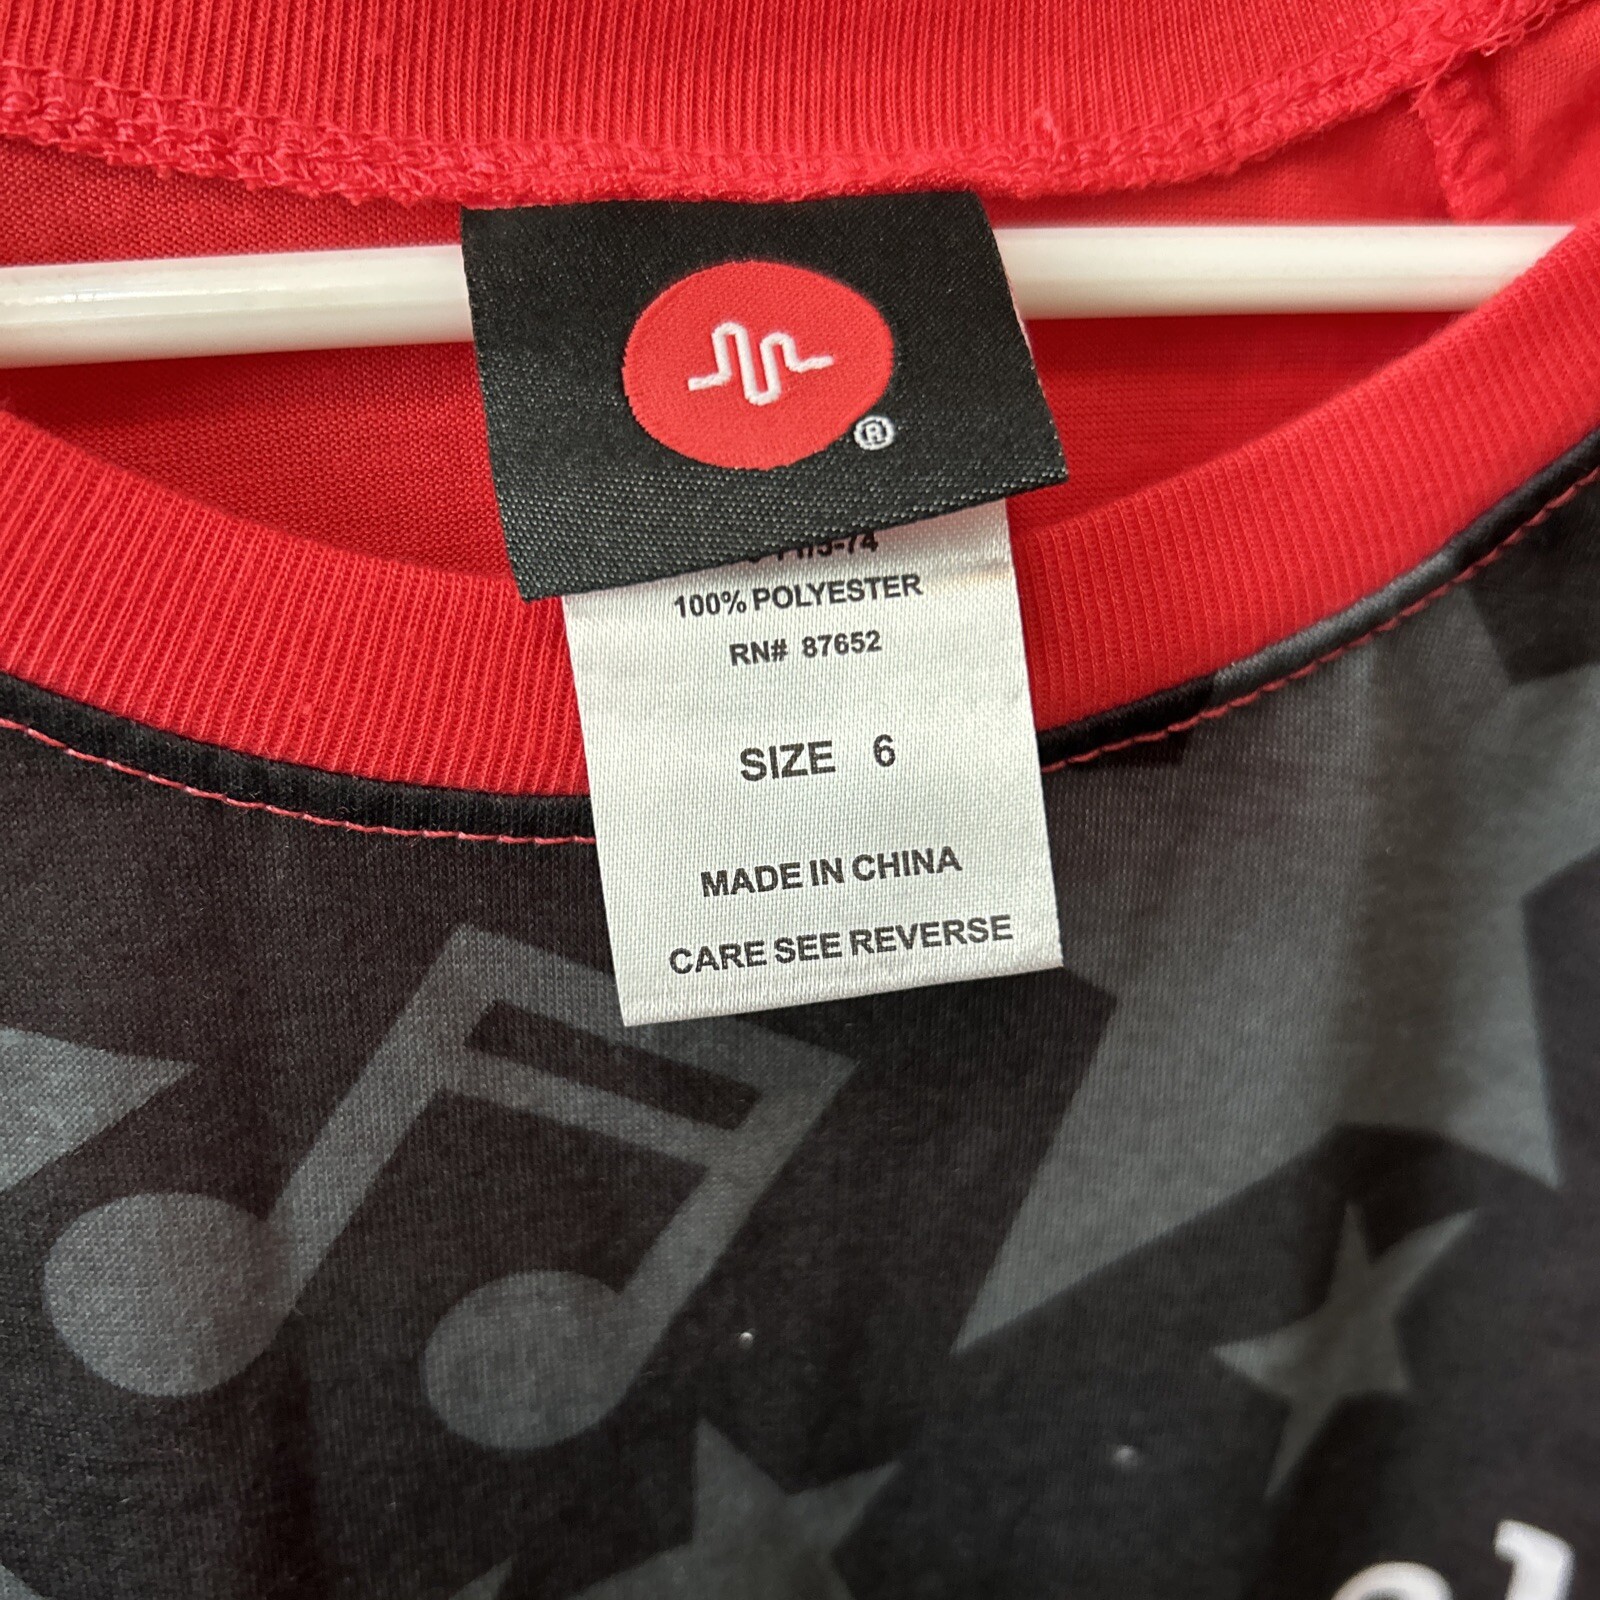 ®
100% POLYESTER
RN# 87652
SIZE 6
MADE IN CHINA
CARE SEE REVERSE